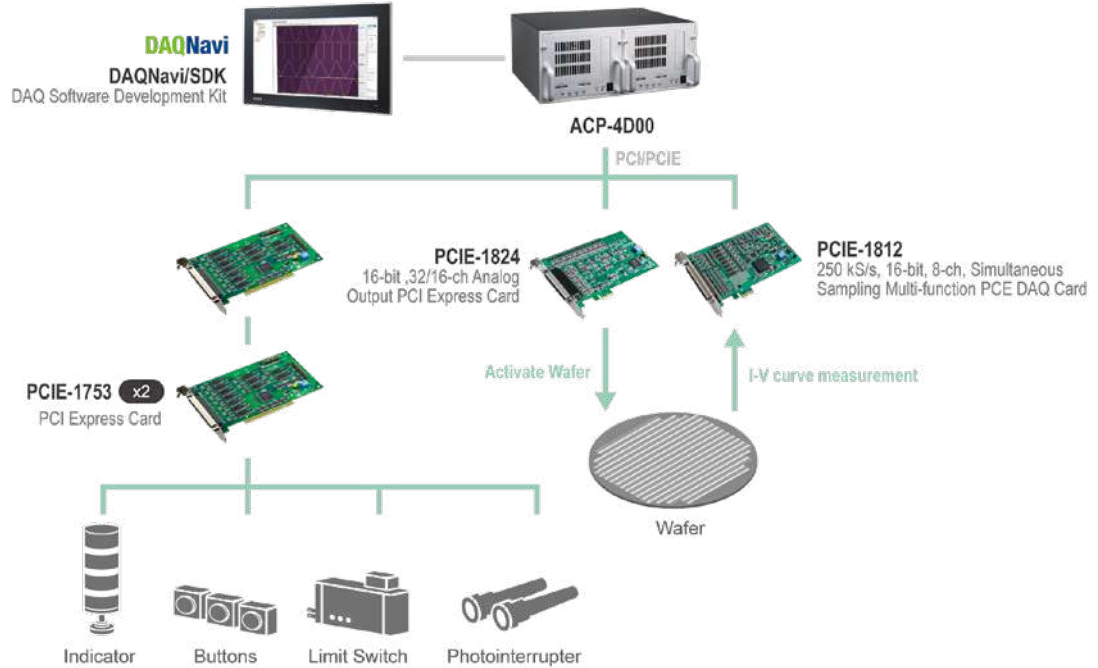 DAQNavi
DAQNavi/SDK
DAQ Software Development Kit
ACP-4D00
PCI/PCIE
PCIE-1824
16-bit ,32/16-ch Analog
Output PCI Express Card
PCIE-1812
250 kS/s, 16-bit, 8-ch, Simultaneous
Sampling Multi-function PCE DAQ Card
PCIE-1753 x2
PCI Express Card
Activate Wafer
I-V curve measurement
Wafer
Indicator
Buttons
Limit Switch
Photointerrupter